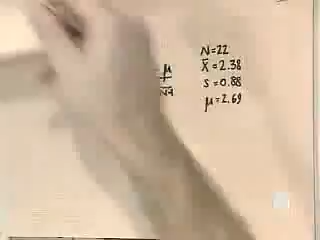 N=22
X̄ = 2.38
S = 0.88
μ = 2.69
μ